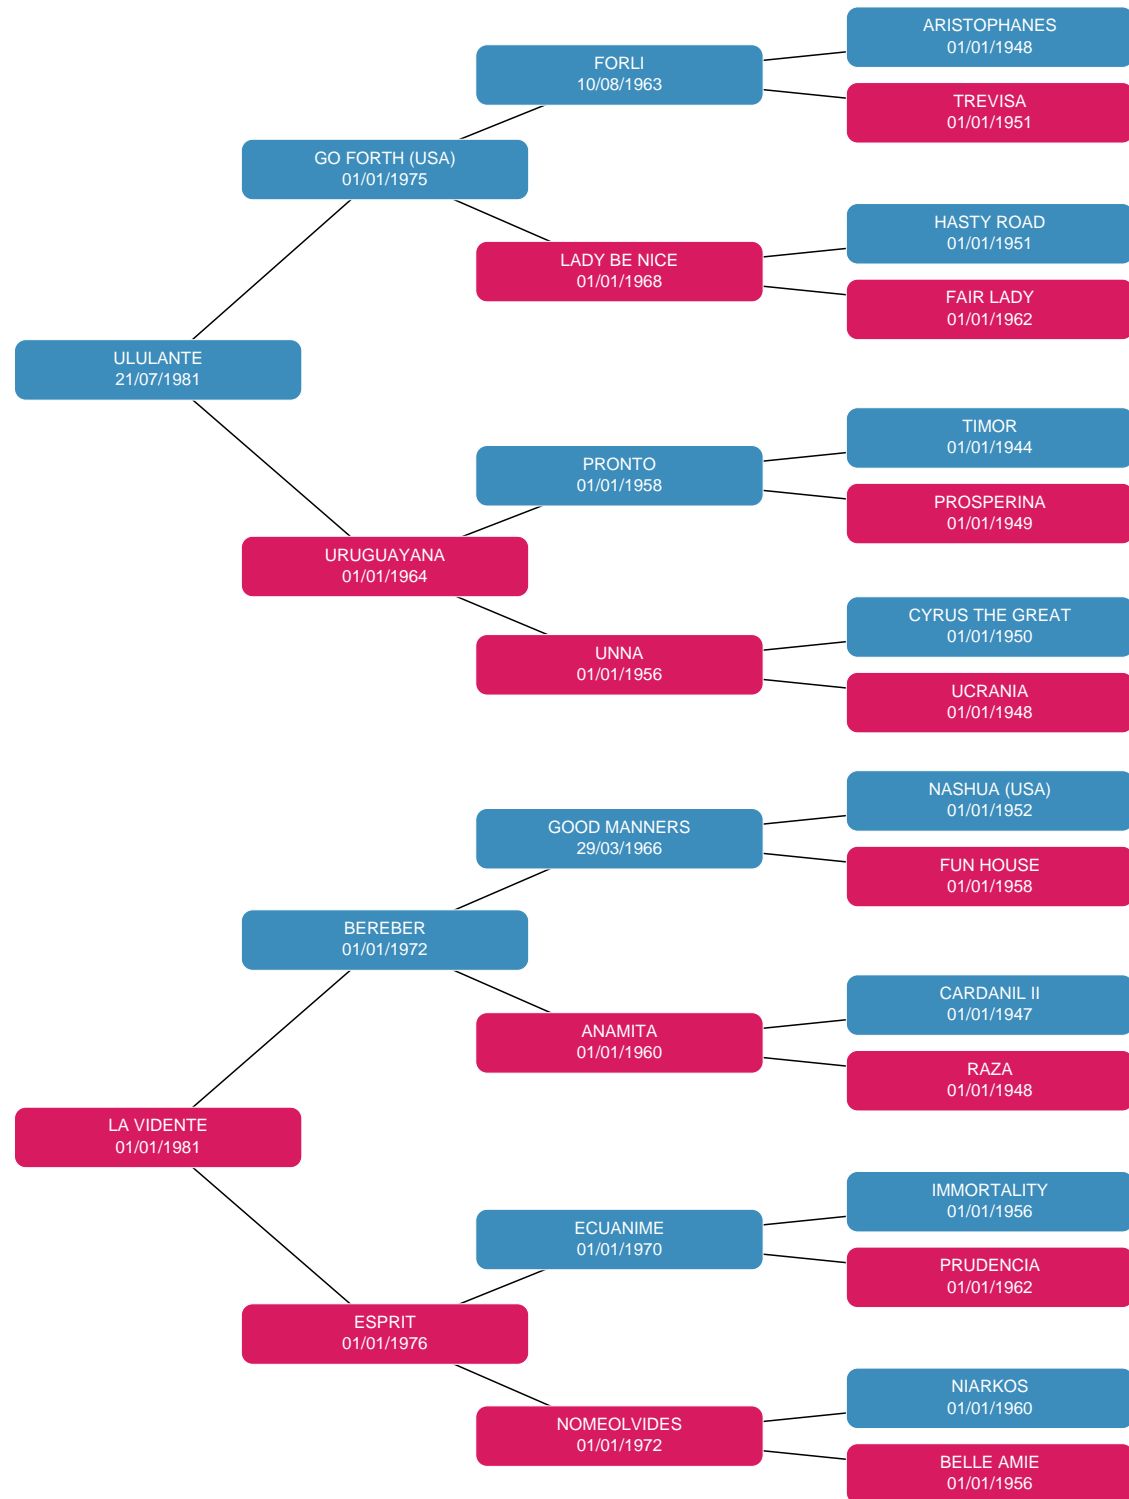 ARISTOPHANES
01/01/1948
FORLI
10/08/1963
TREVISA
01/01/1951
GO FORTH (USA)
01/01/1975
HASTY ROAD
01/01/1951
LADY BE NICE
01/01/1968
FAIR LADY
01/01/1962
ULULANTE
21/07/1981
TIMOR
01/01/1944
PRONTO
01/01/1958
PROSPERINA
01/01/1949
URUGUAYANA
01/01/1964
CYRUS THE GREAT
01/01/1950
UNNA
01/01/1956
UCRANIA
01/01/1948
NASHUA (USA)
01/01/1952
GOOD MANNERS
29/03/1966
FUN HOUSE
01/01/1958
BEREBER
01/01/1972
CARDANIL II
01/01/1947
ANAMITA
01/01/1960
RAZA
01/01/1948
LA VIDENTE
01/01/1981
IMMORTALITY
01/01/1956
ECUANIME
01/01/1970
PRUDENCIA
01/01/1962
ESPRIT
01/01/1976
NIARKOS
01/01/1960
NOMEOLVIDES
01/01/1972
BELLE AMIE
01/01/1956